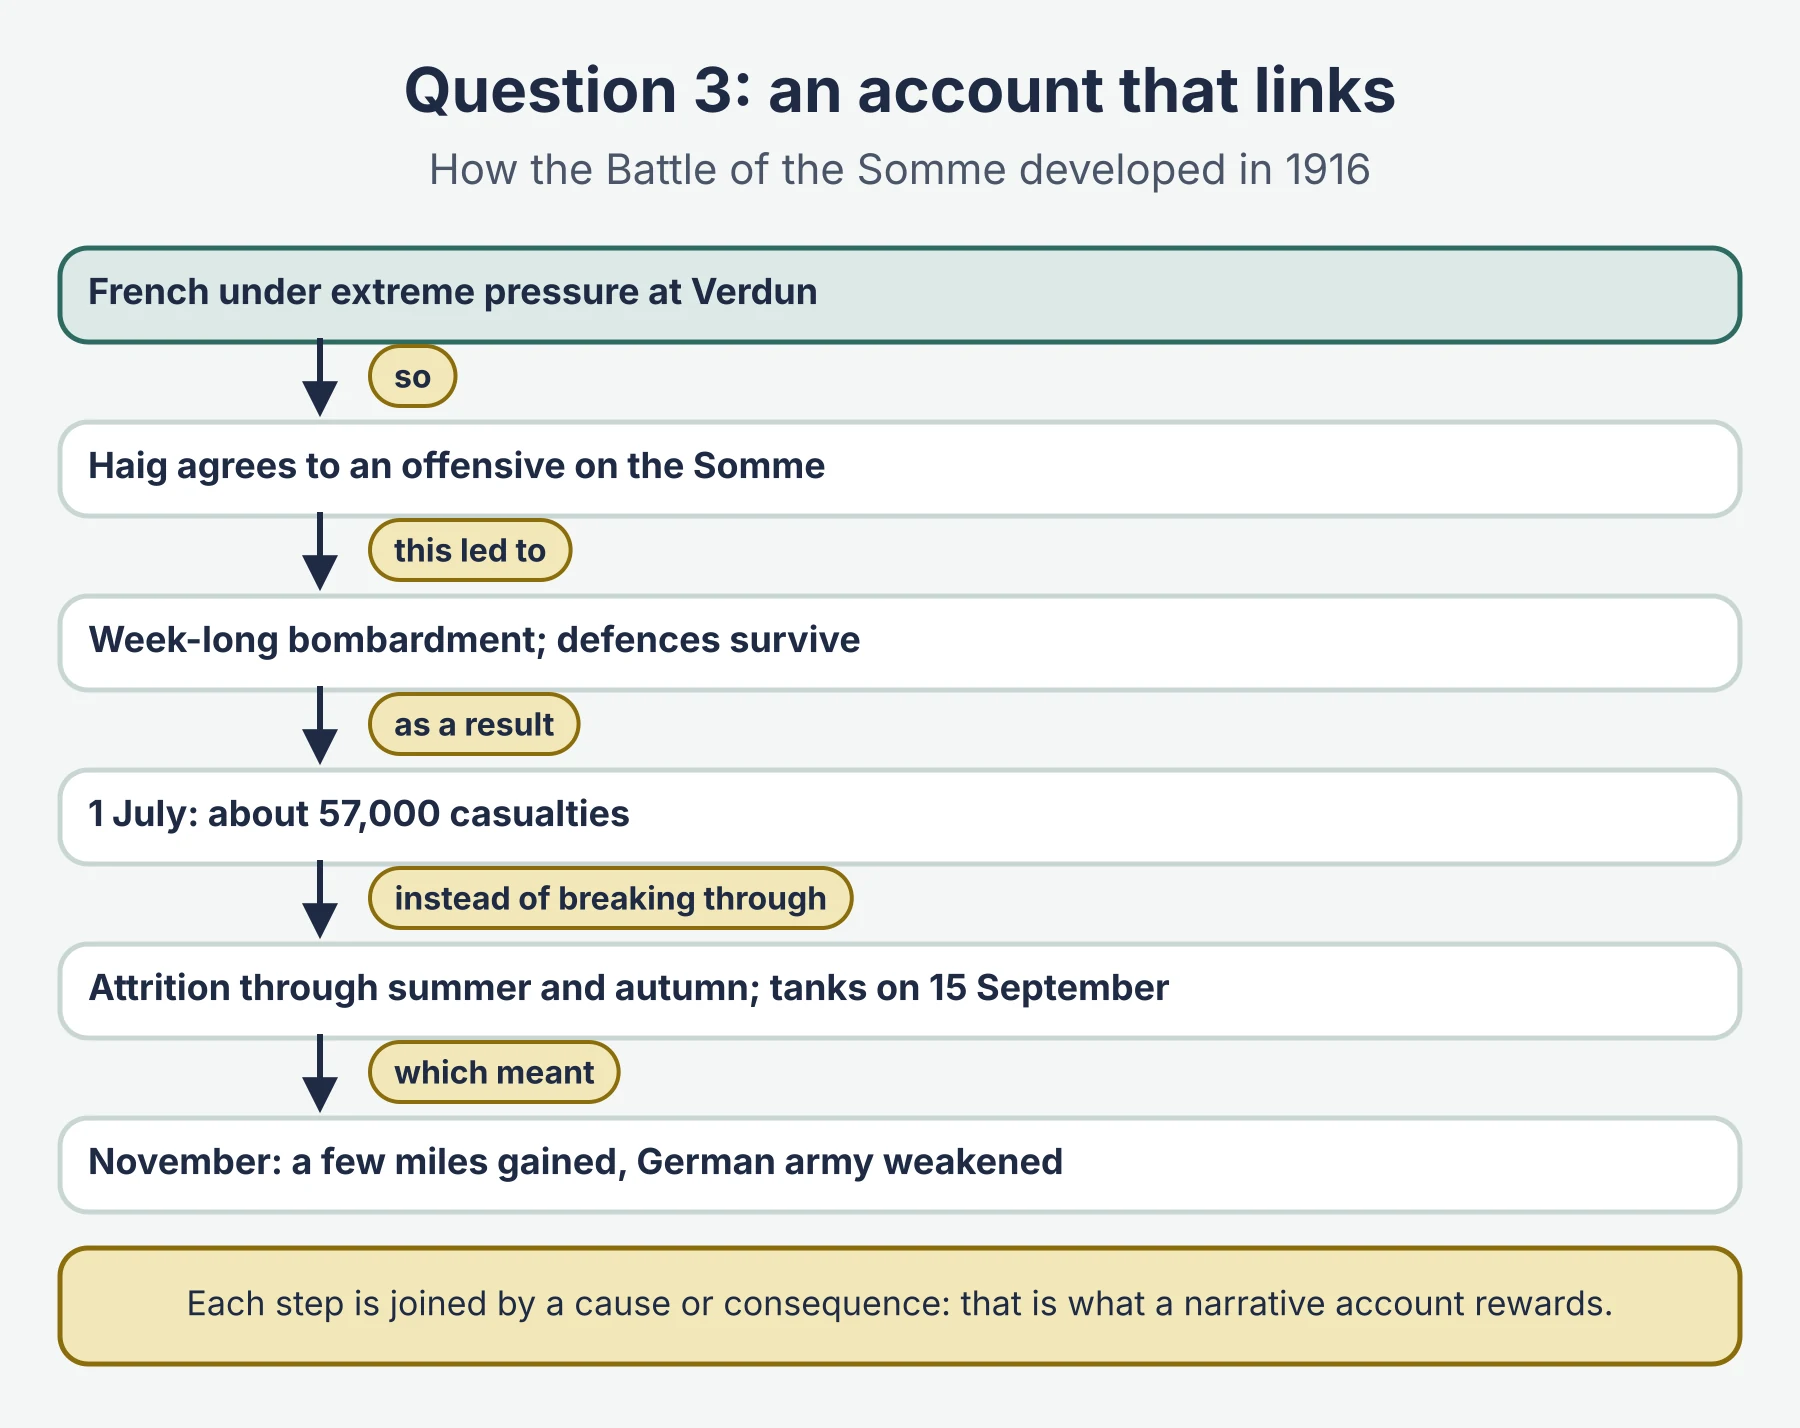 Question 3: an account that links
How the Battle of the Somme developed in 1916
French under extreme pressure at Verdun
so
Haig agrees to an offensive on the Somme
this led to
Week-long bombardment; defences survive
as a result
1 July: about 57,000 casualties
instead of breaking through
Attrition through summer and autumn; tanks on 15 September
which meant
November: a few miles gained, German army weakened
Each step is joined by a cause or consequence: that is what a narrative account rewards.